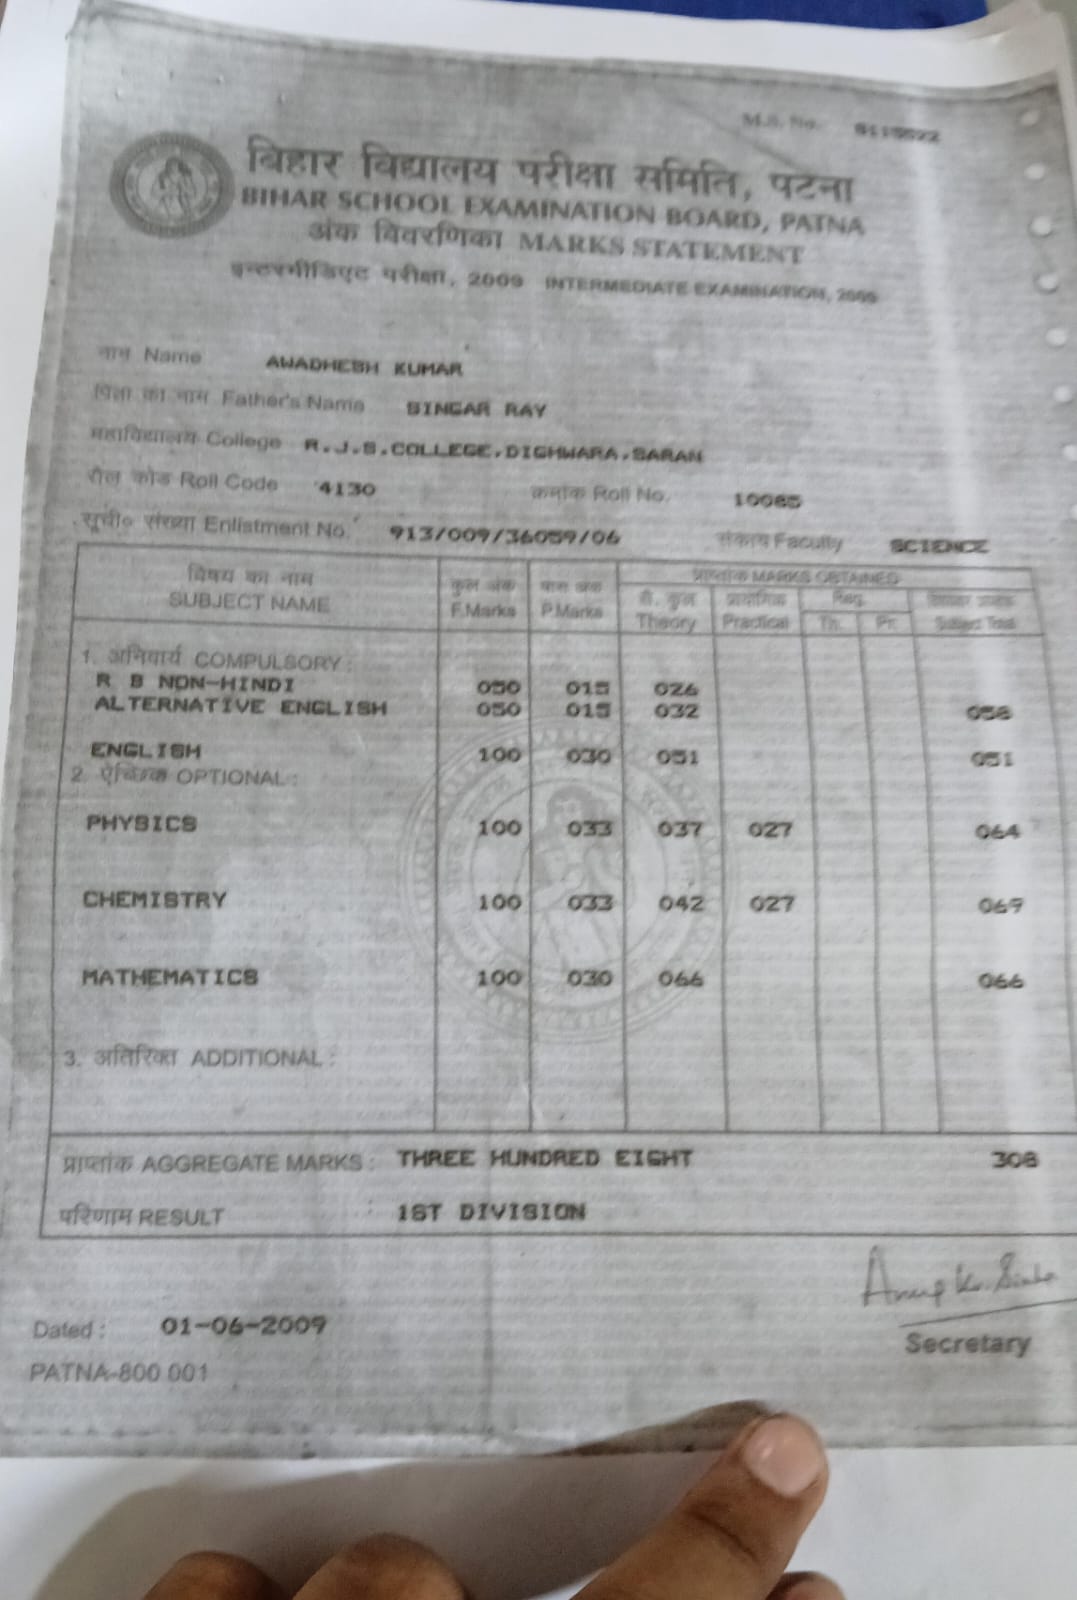 M.S. No.
बिहार विद्यालय परीक्षा समिति, पटना
BIHAR SCHOOL EXAMINATION BOARD, PATNA
अंक विवरणिका MARKS STATEMENT
इन्टरमीडिएट परीक्षा, 2009 INTERMEDIATE EXAMINATION, 2009
नाम Name AWADHESH KUMAR
पिता का नाम Father's Name SINGAR RAY
महाविद्यालय College R.J.S.COLLEGE,DIGHWARA,SARAN
रौल कोड Roll Code 4130 क्रमांक Roll No. 10085
सूची० संख्या Enlistment No. 913/009/36059/06 संकाय Faculty SCIENCE
विषय का नाम कुल अंक पास अंक प्राप्तांक MARKS OBTAINED
SUBJECT NAME F.Marks P.Marks Theory Practical Reg. Th. Pr. Subject Total
1. अनिवार्य COMPULSORY :
R B NON-HINDI 050 015 026
ALTERNATIVE ENGLISH 050 015 032 058
ENGLISH 100 030 051 051
2. ऐच्छिक OPTIONAL :
PHYSICS 100 033 037 027 064
CHEMISTRY 100 033 042 027 069
MATHEMATICS 100 030 066 066
3. अतिरिक्त ADDITIONAL :
प्राप्तांक AGGREGATE MARKS : THREE HUNDRED EIGHT 308
परिणाम RESULT : 1ST DIVISION
Anup Kr. Sinha
Dated : 01-06-2009 Secretary
PATNA-800 001